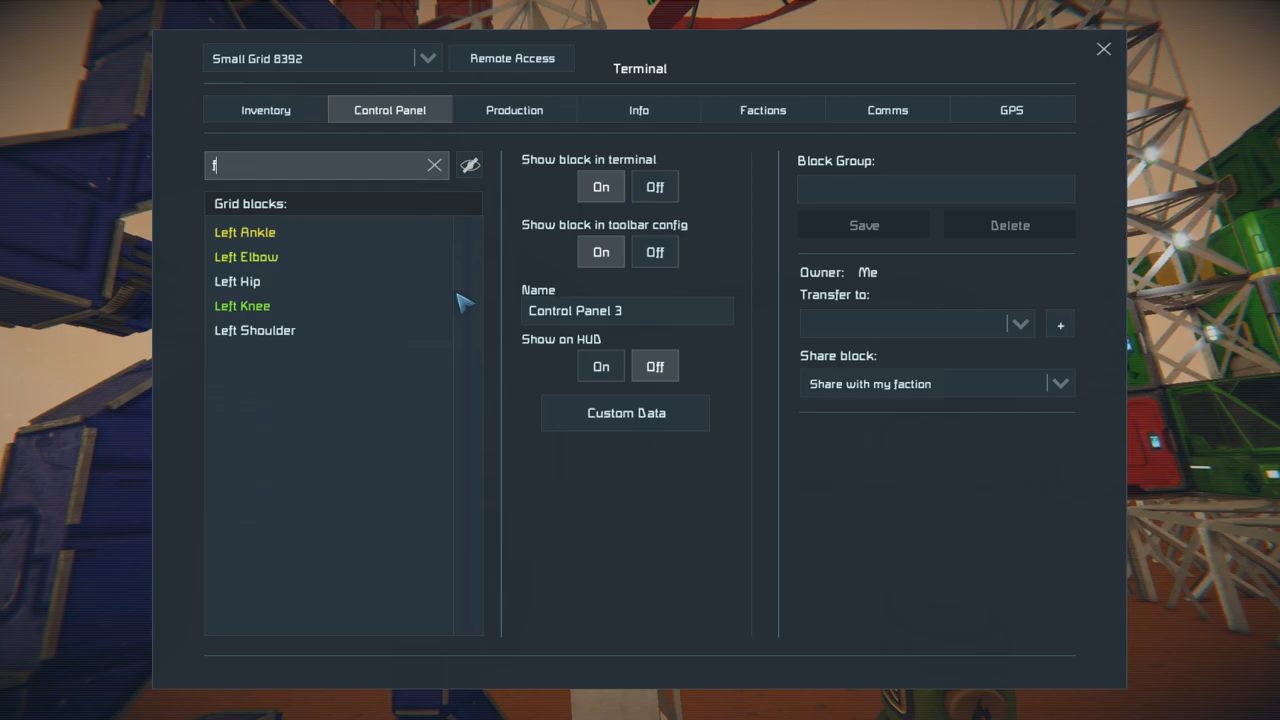 Small Grid 8392
Remote Access
Terminal
Inventory
Control Panel
Production
Info
Factions
Comms
GPS
f
Grid blocks:
Left Ankle
Left Elbow
Left Hip
Left Knee
Left Shoulder
Show block in terminal
On Off
Show block in toolbar config
On Off
Name
Control Panel 3
Show on HUD
On Off
Custom Data
Block Group:
Save Delete
Owner: Me
Transfer to:
+
Share block:
Share with my faction